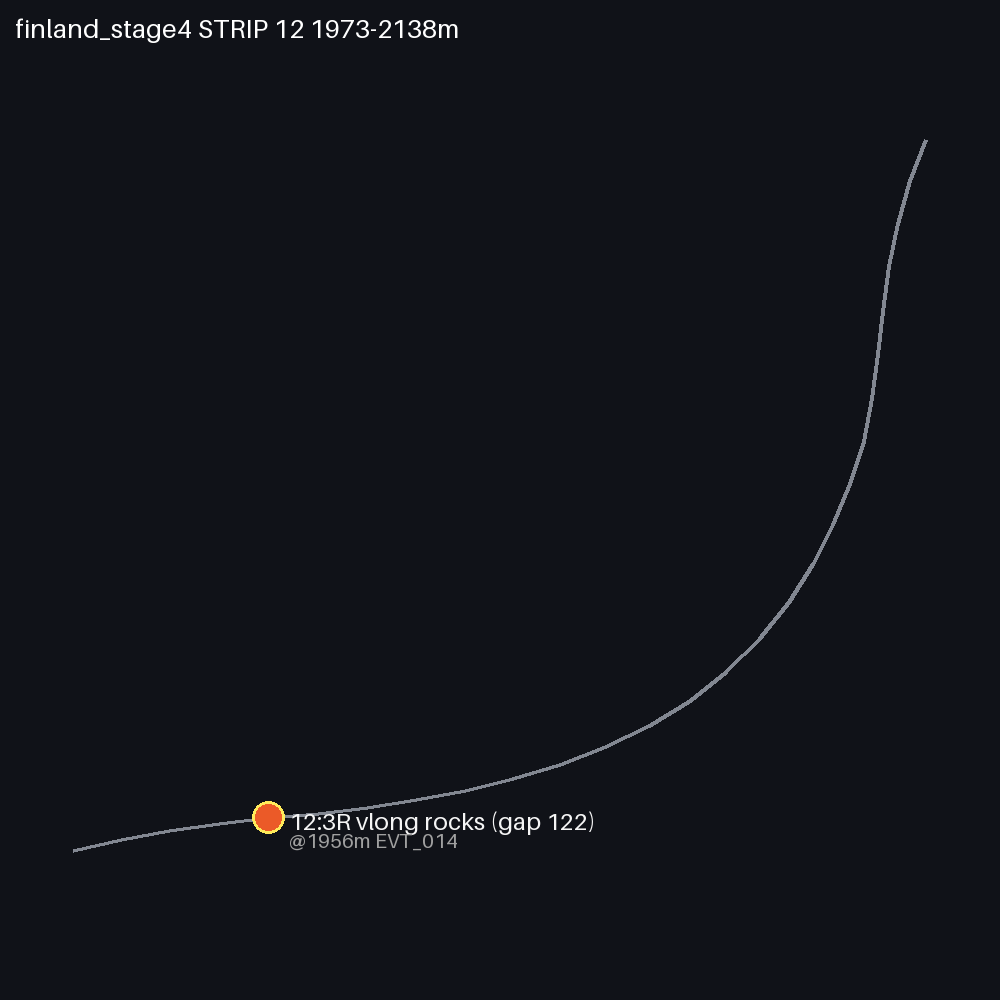 finland_stage4 STRIP 12 1973-2138m
12:3R vlong rocks (gap 122)
@1956m EVT_014